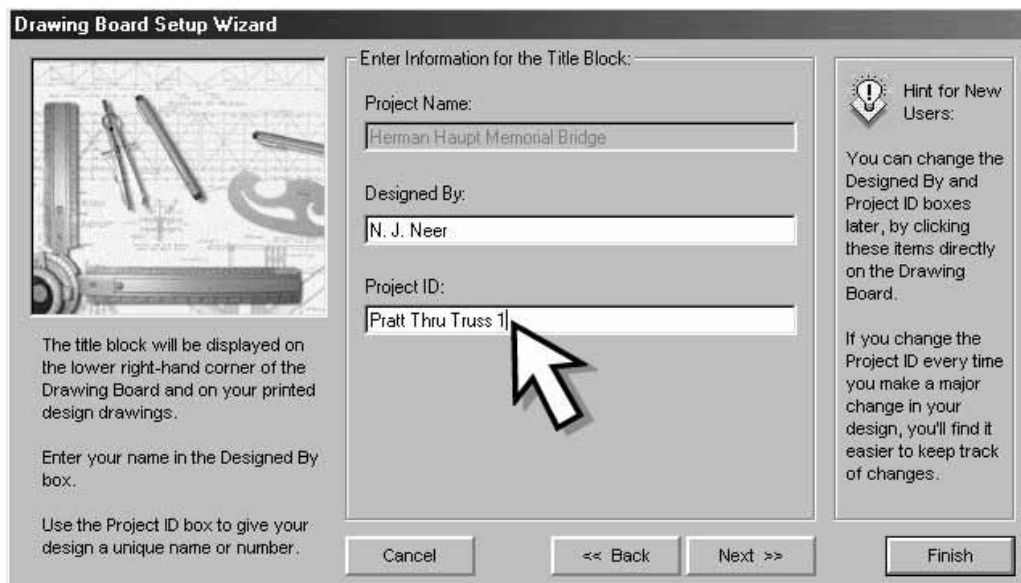 Drawing Board Setup Wizard
Enter Information for the Title Block:
Project Name:
Herman Haupt Memorial Bridge
Designed By:
N. J. Neer
Project ID:
Pratt Thru Truss 1
The title block will be displayed on
the lower right-hand corner of the
Drawing Board and on your printed
design drawings.
Enter your name in the Designed By
box.
Use the Project ID box to give your
design a unique name or number.
Hint for New
Users:
You can change the
Designed By and
Project ID boxes
later, by clicking
these items directly
on the Drawing
Board.
If you change the
Project ID every time
you make a major
change in your
design, you'll find it
easier to keep track
of changes.
Cancel
<< Back
Next >>
Finish